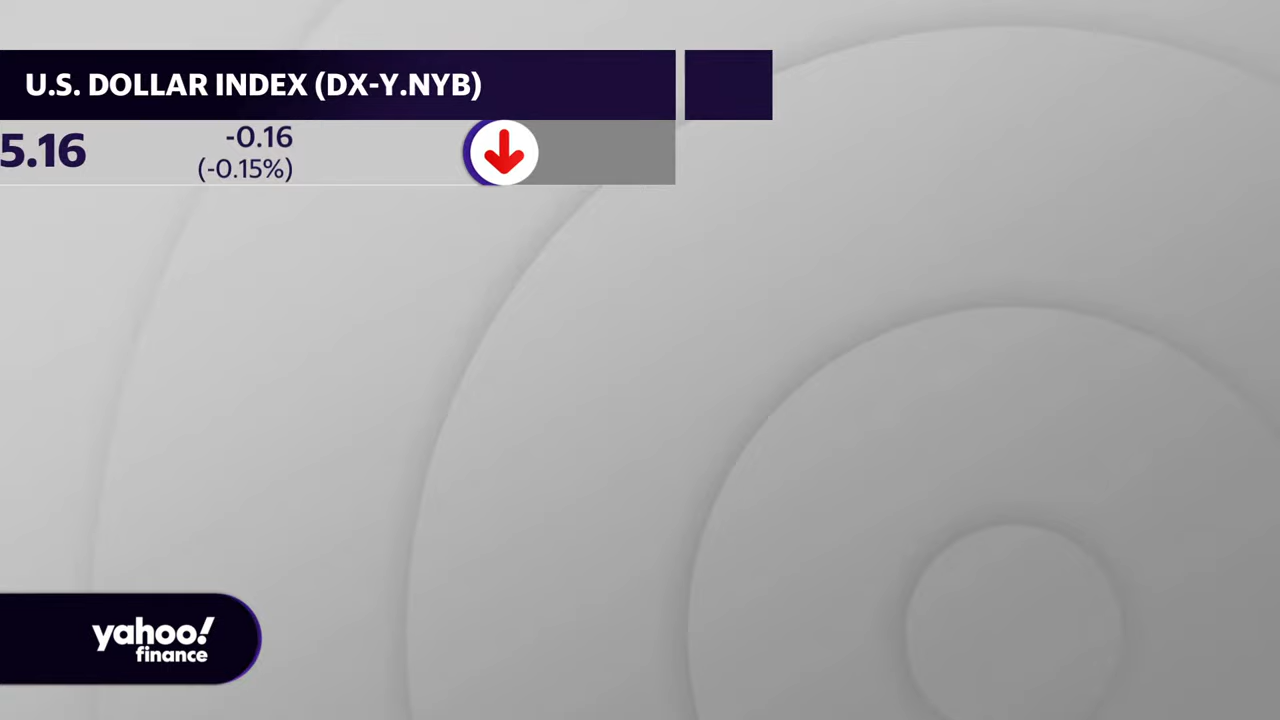 U.S. DOLLAR INDEX (DX-Y.NYB)
5.16
-0.16
(-0.15%)
yahoo!
finance